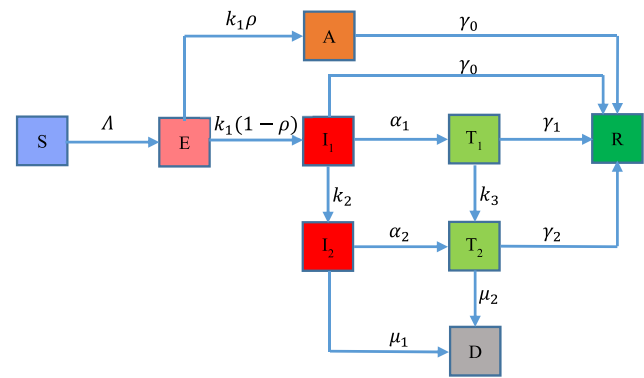 k₁ρ
A
γ₀
γ₀
S
Λ
E
k₁(1 − ρ)
I₁
α₁
T₁
γ₁
R
k₂
k₃
I₂
α₂
T₂
γ₂
μ₂
μ₁
D